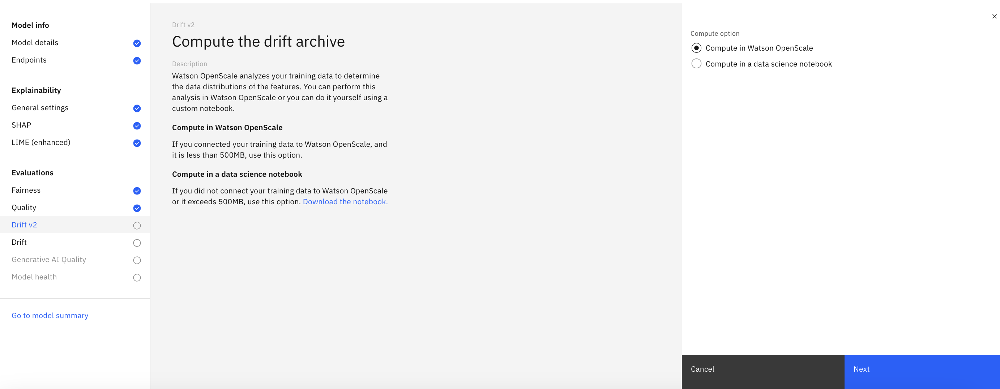 Model info
Model details
Endpoints
Explainability
General settings
SHAP
LIME (enhanced)
Evaluations
Fairness
Quality
Drift v2
Drift
Generative AI Quality
Model health
Go to model summary
Drift v2
Compute the drift archive
Description
Watson OpenScale analyzes your training data to determine
the data distributions of the features. You can perform this
analysis in Watson OpenScale or you can do it yourself using a
custom notebook.
Compute in Watson OpenScale
If you connected your training data to Watson OpenScale, and
it is less than 500MB, use this option.
Compute in a data science notebook
If you did not connect your training data to Watson OpenScale
or it exceeds 500MB, use this option. Download the notebook.
Compute option
Compute in Watson OpenScale
Compute in a data science notebook
Cancel
Next